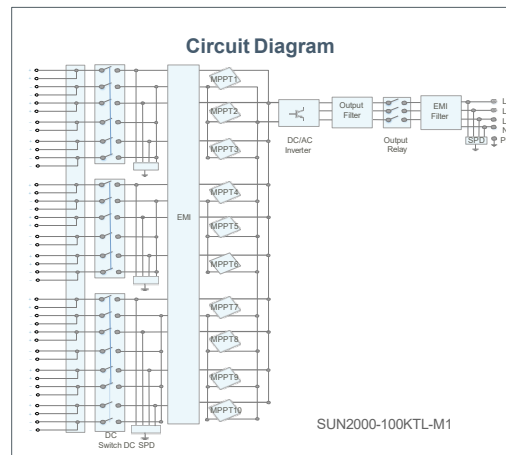 Circuit Diagram
MPPT1
MPPT2
MPPT3
MPPT4
MPPT5
MPPT6
MPPT7
MPPT8
MPPT9
MPPT10
EMI
DC/AC
Inverter
Output
Filter
Output
Relay
EMI
Filter
SPD
L
L
L
N
P
DC
Switch DC SPD
SUN2000-100KTL-M1